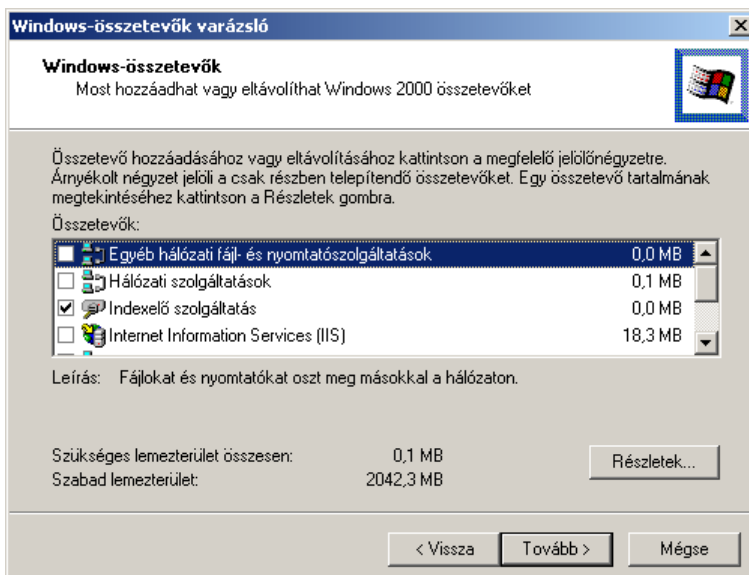 Windows-összetevők varázsló
Windows-összetevők
Most hozzáadhat vagy eltávolíthat Windows 2000 összetevőket
Összetevő hozzáadásához vagy eltávolításához kattintson a megfelelő jelölőnégyzetre.
Árnyékolt négyzet jelöli a csak részben telepítendő összetevőket. Egy összetevő tartalmának
megtekintéséhez kattintson a Részletek gombra.
Összetevők:
Egyéb hálózati fájl- és nyomtatószolgáltatások 0,0 MB
Hálózati szolgáltatások 0,1 MB
Indexelő szolgáltatás 0,0 MB
Internet Information Services (IIS) 18,3 MB
Leírás: Fájlokat és nyomtatókat oszt meg másokkal a hálózaton.
Szükséges lemezterület összesen: 0,1 MB
Szabad lemezterület: 2042,3 MB
Részletek...
< Vissza Tovább > Mégse